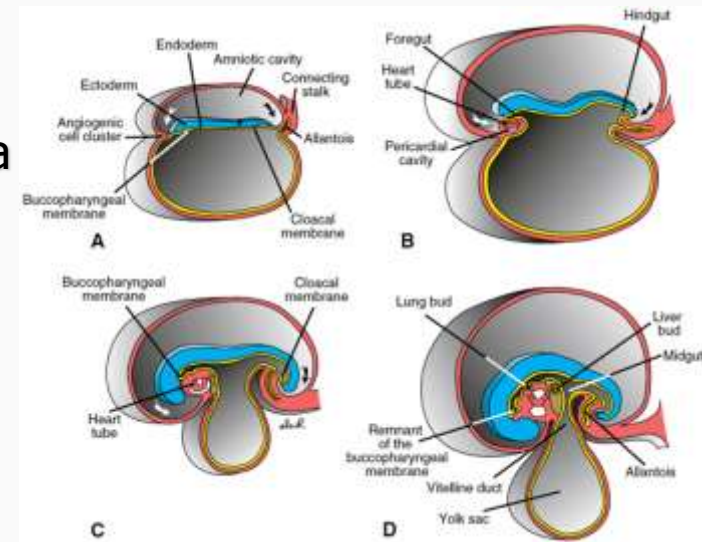 a
Endoderm
Amniotic cavity
Ectoderm
Connecting
stalk
Angiogenic
cell cluster
Allantois
Buccopharyngeal
membrane
Cloacal
membrane
A
Hindgut
Foregut
Heart
tube
Pericardial
cavity
B
Buccopharyngeal
membrane
Cloacal
membrane
Heart
tube
C
Lung bud
Liver
bud
Midgut
Remnant
of the
buccopharyngeal
membrane
Allantois
Vitelline duct
Yolk sac
D